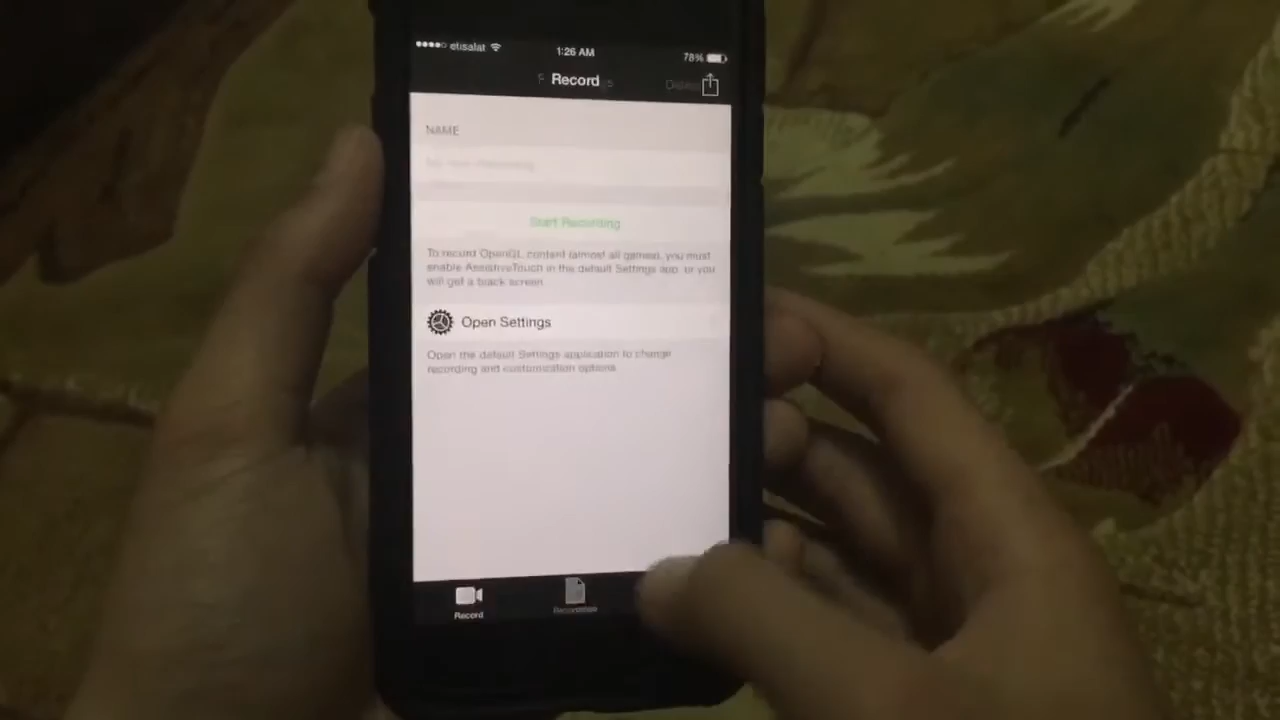 etisalat
1:26 AM
78%
Record
NAME
Start Recording
To record OpenGL content (almost all games), you must
enable AssistiveTouch in the default Settings app, or you
will get a black screen.
Open Settings
Open the default Settings application to change
recording and customization options.
Record
Recordings